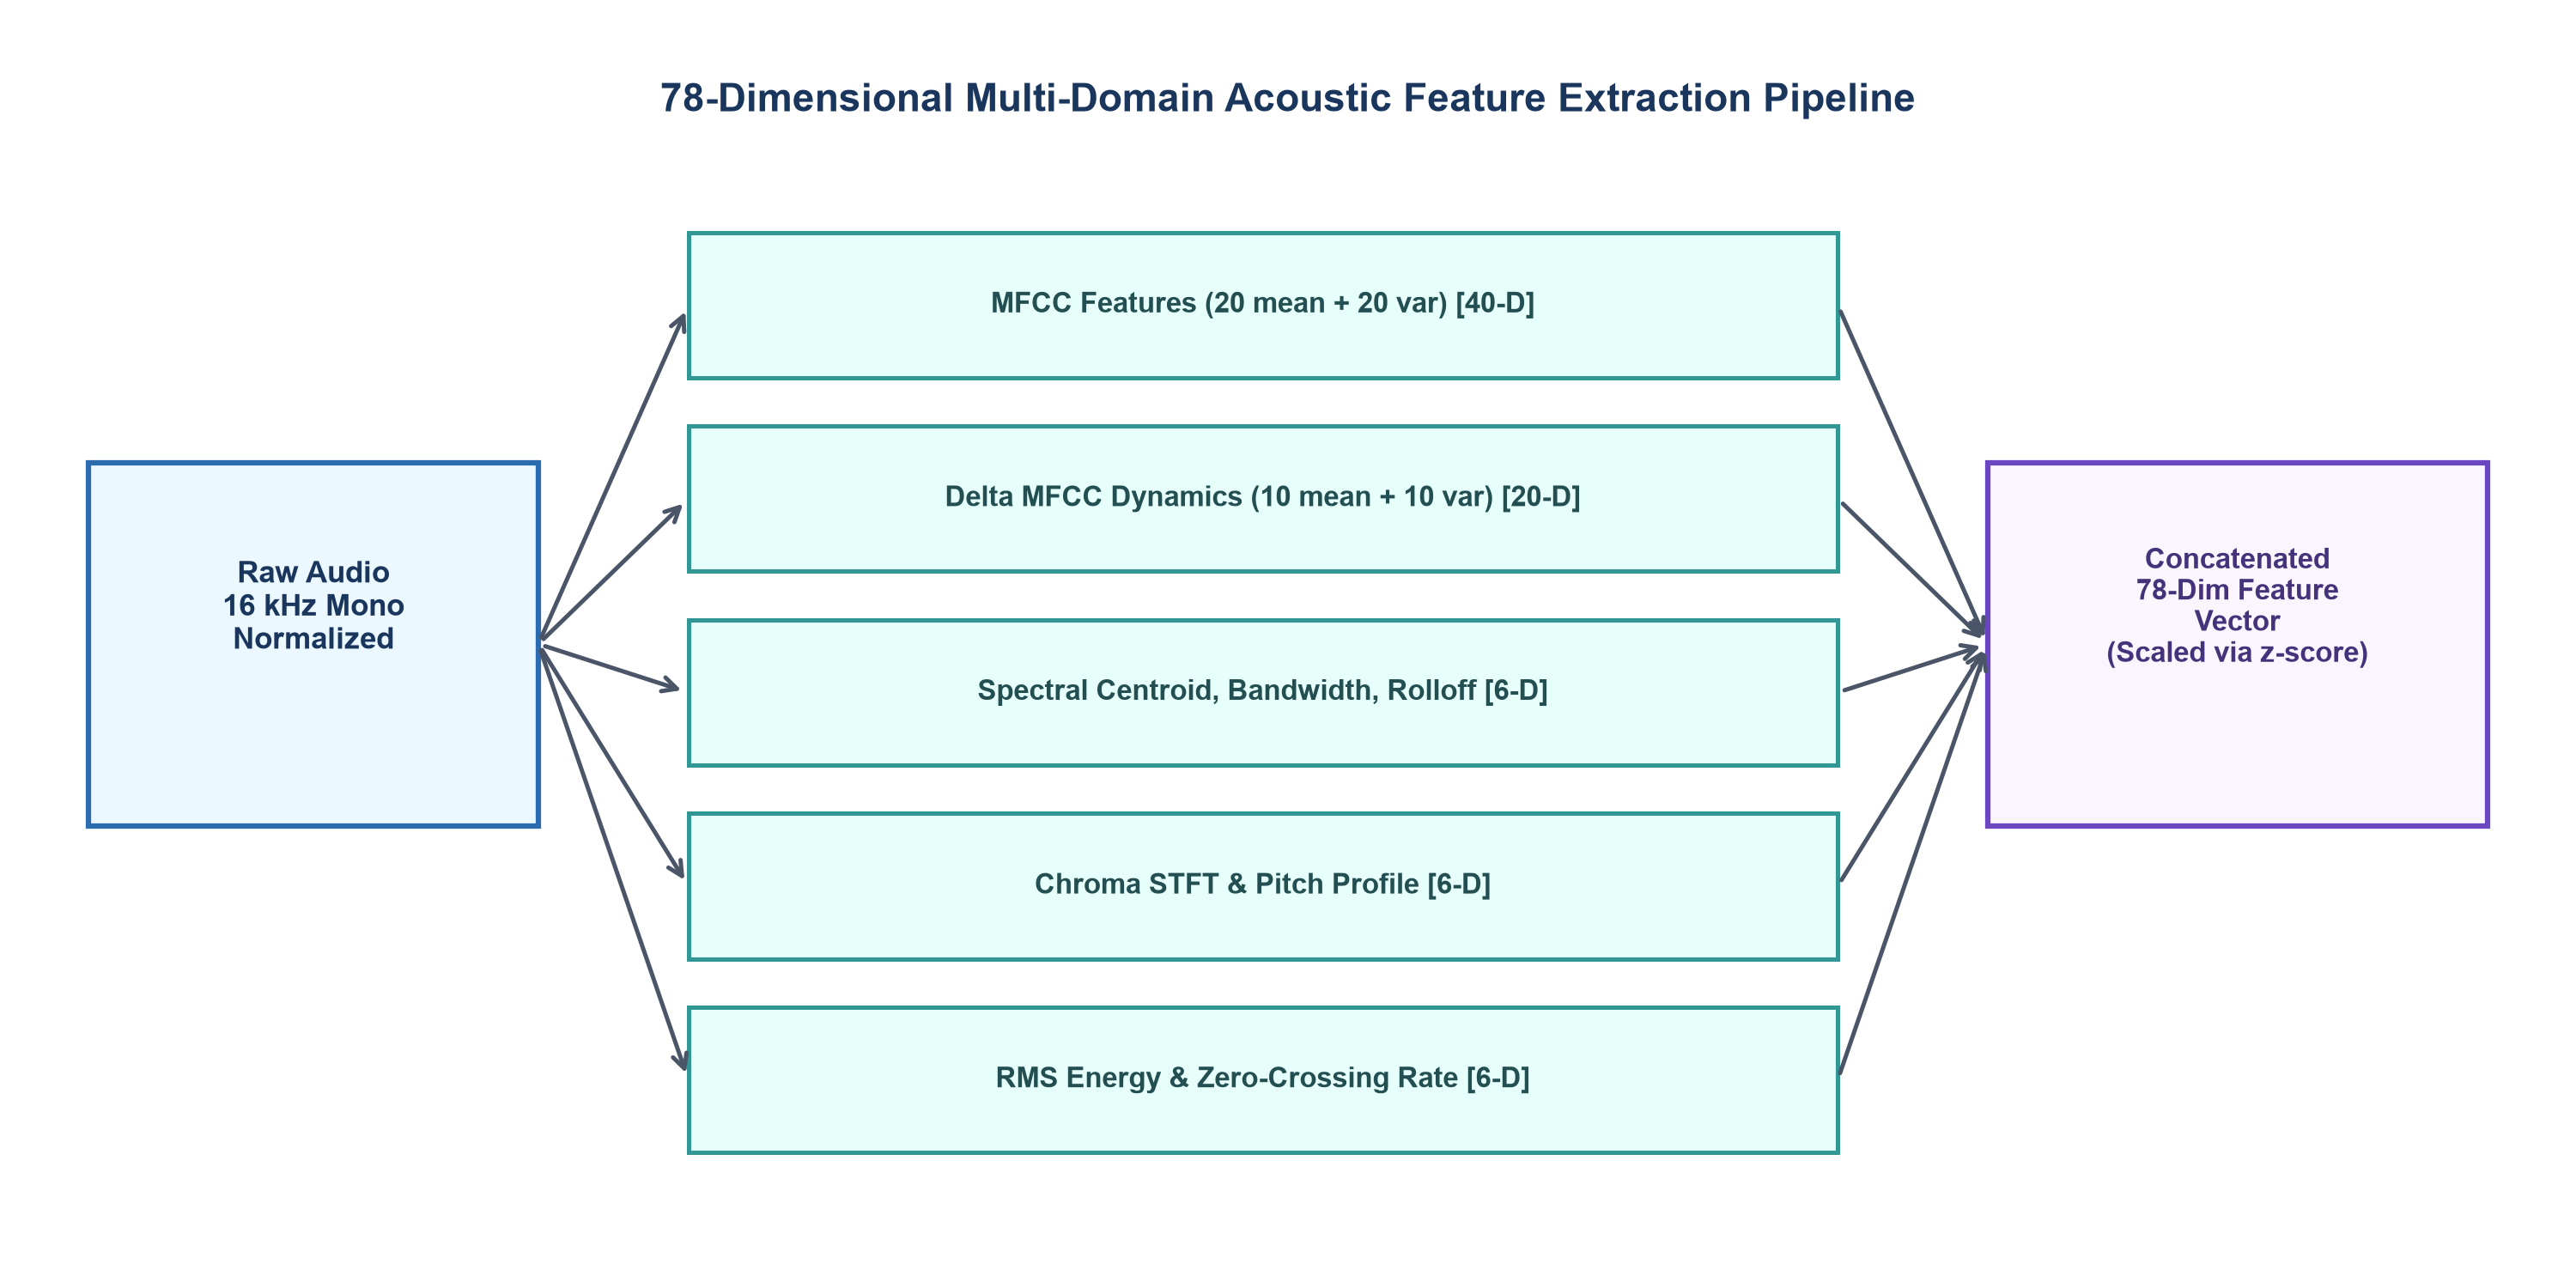 78-Dimensional Multi-Domain Acoustic Feature Extraction Pipeline
Raw Audio
16 kHz Mono
Normalized
MFCC Features (20 mean + 20 var) [40-D]
Delta MFCC Dynamics (10 mean + 10 var) [20-D]
Spectral Centroid, Bandwidth, Rolloff [6-D]
Chroma STFT & Pitch Profile [6-D]
RMS Energy & Zero-Crossing Rate [6-D]
Concatenated
78-Dim Feature
Vector
(Scaled via z-score)